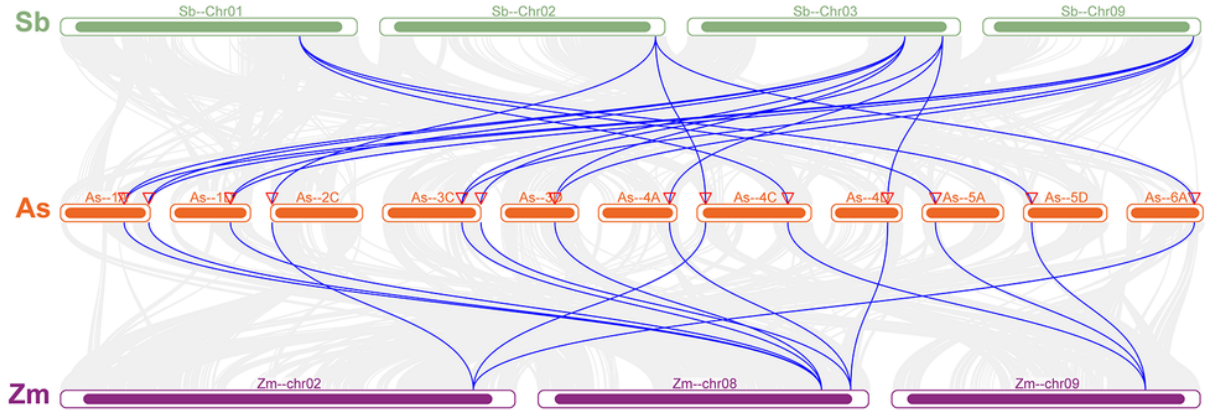 Sb
Sb--Chr01 Sb--Chr02 Sb--Chr03 Sb--Chr09
As
As--2C As--3C As--4A As--4C As--5A As--5D As--6A
Zm
Zm--chr02 Zm--chr08 Zm--chr09